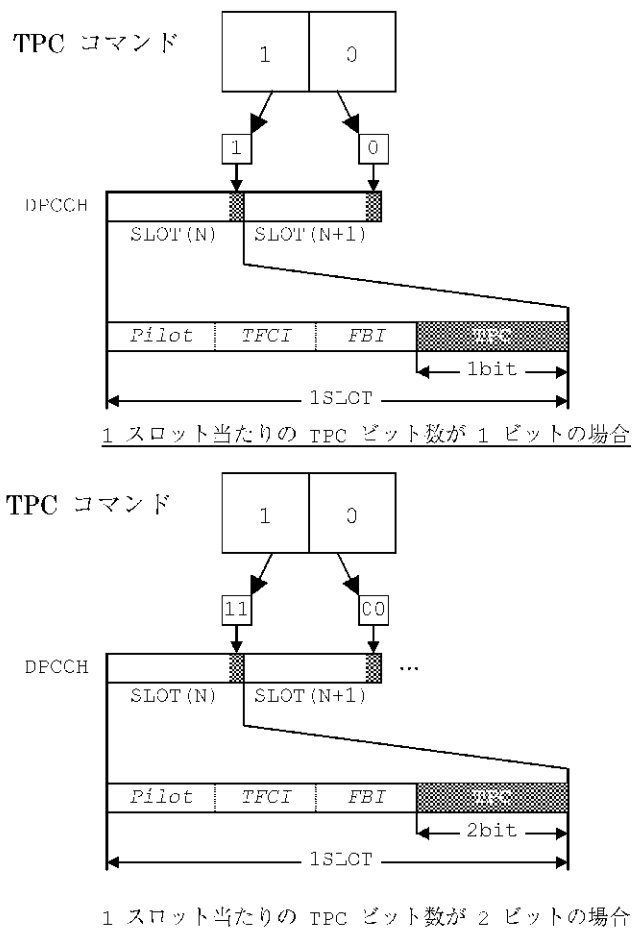 TPC コマンド
1 0
1 0
DPCCH
SLOT(N) SLOT(N+1)
Pilot TFCI FBI TPC
1bit
1SLOT
1 スロット当たりの TPC ビット数が 1 ビットの場合
TPC コマンド
1 0
11 00
DPCCH ...
SLOT(N) SLOT(N+1)
Pilot TFCI FBI TPC
2bit
1SLOT
1 スロット当たりの TPC ビット数が 2 ビットの場合